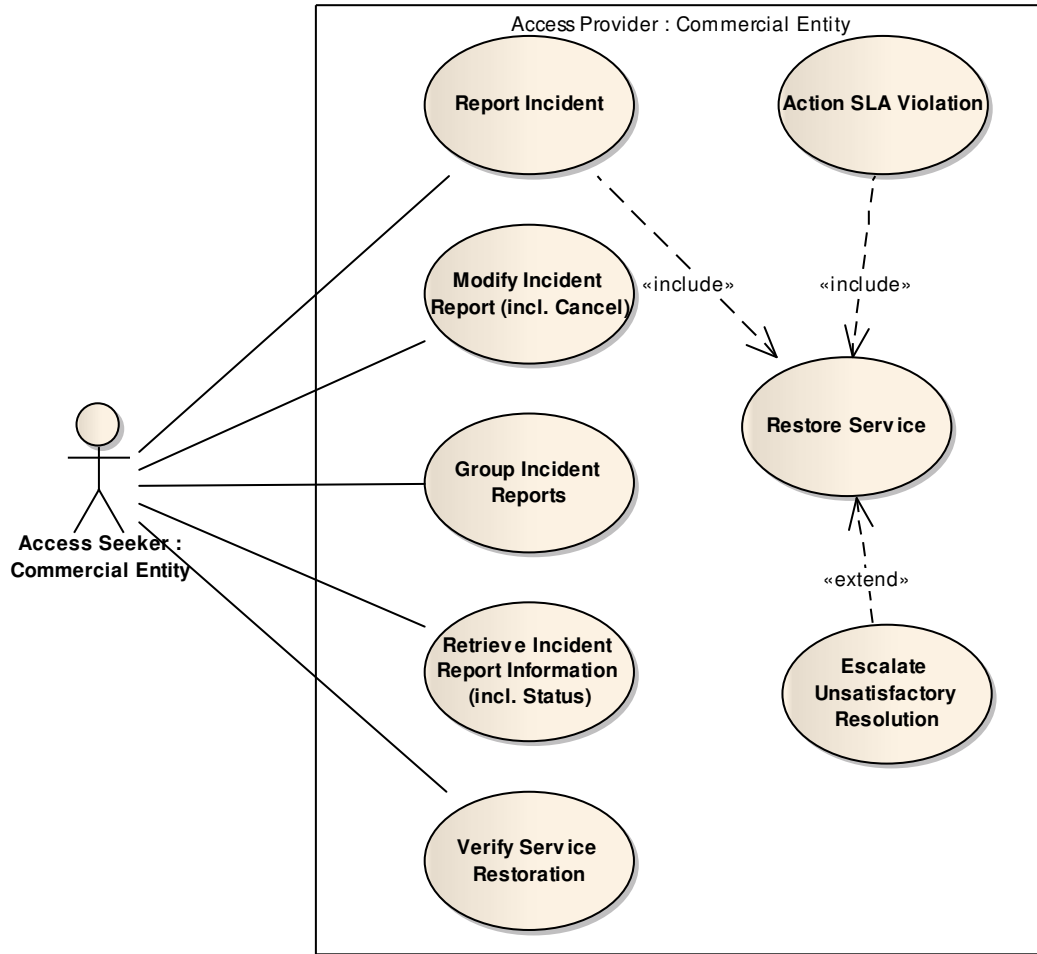 Access Provider : Commercial Entity
Report Incident
Action SLA Violation
Modify Incident
Report (incl. Cancel)
«include»
«include»
Restore Service
Group Incident
Reports
Access Seeker :
Commercial Entity
«extend»
Retrieve Incident
Report Information
(incl. Status)
Escalate
Unsatisfactory
Resolution
Verify Service
Restoration